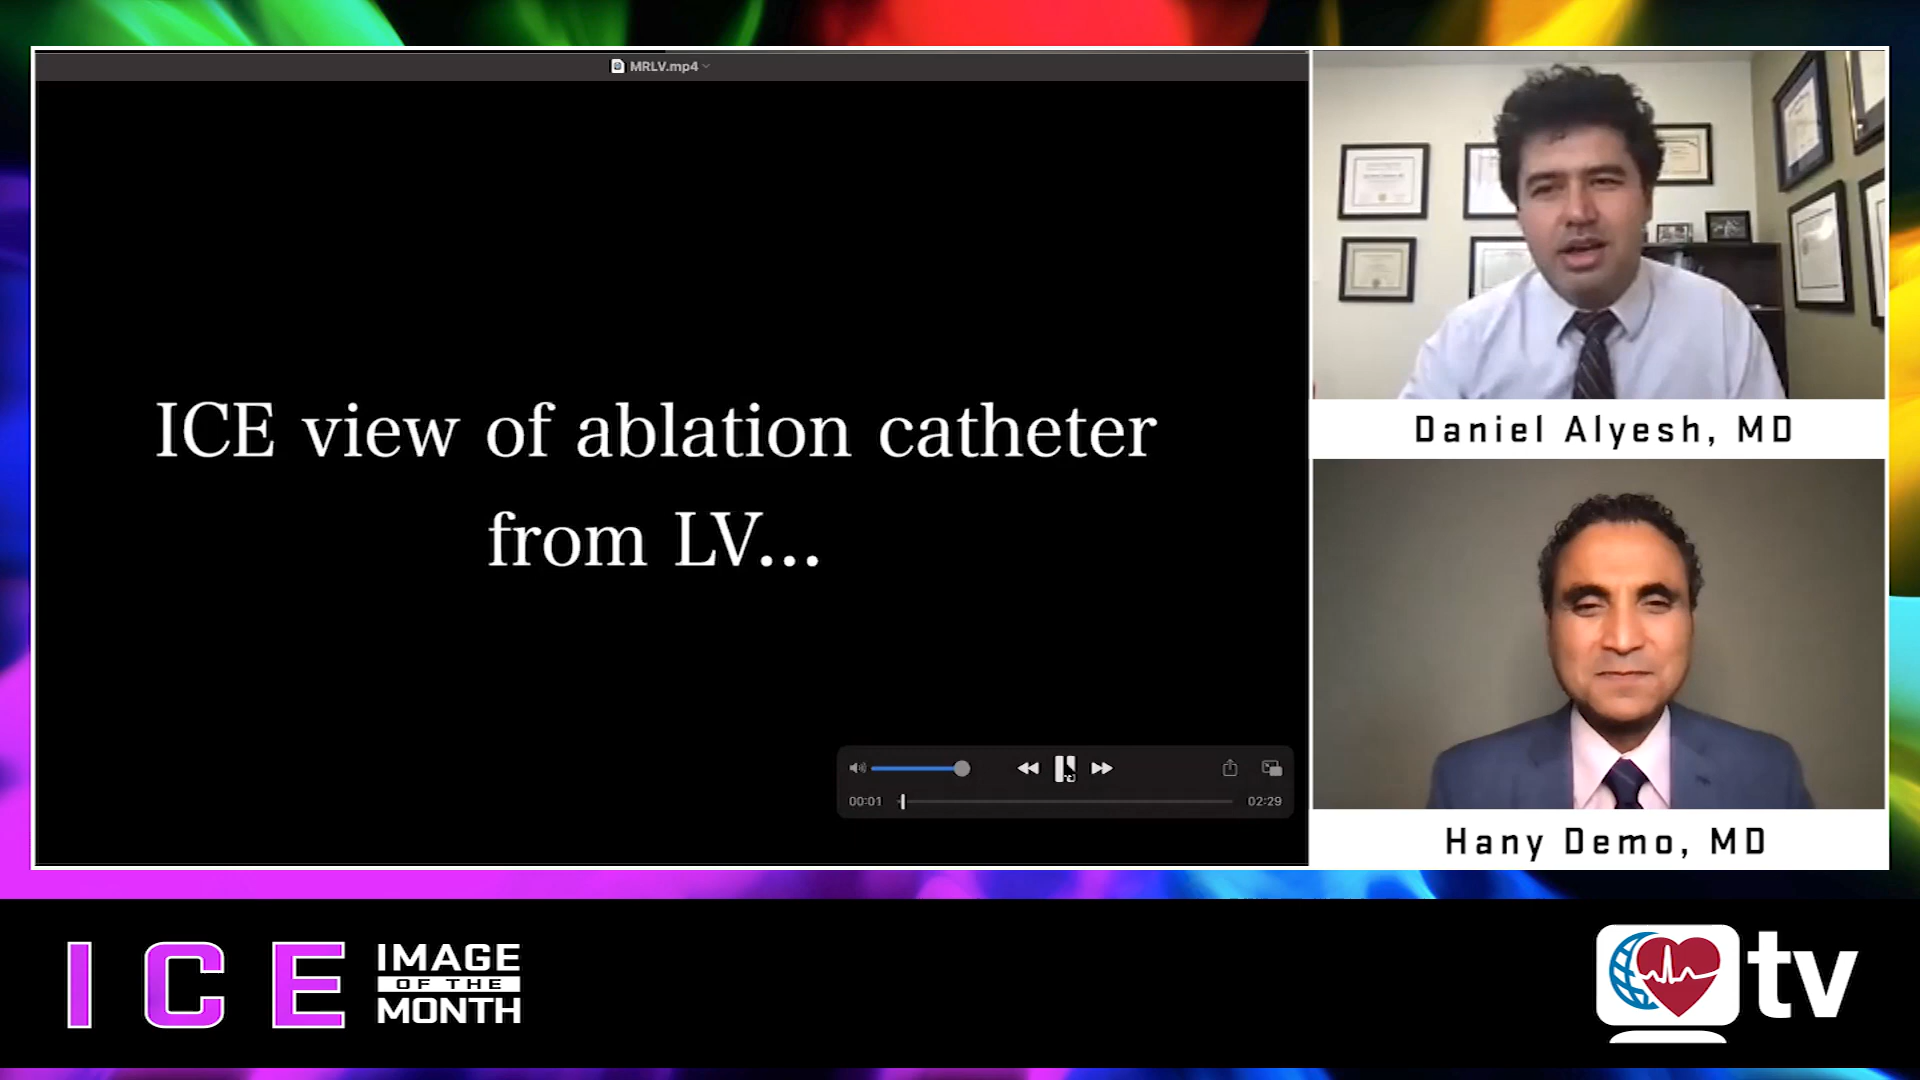 MRLV.mp4
ICE view of ablation catheter
from LV...
00:01
02:29
Daniel Alyesh, MD
Hany Demo, MD
ICE
IMAGE
OF THE
MONTH
tv